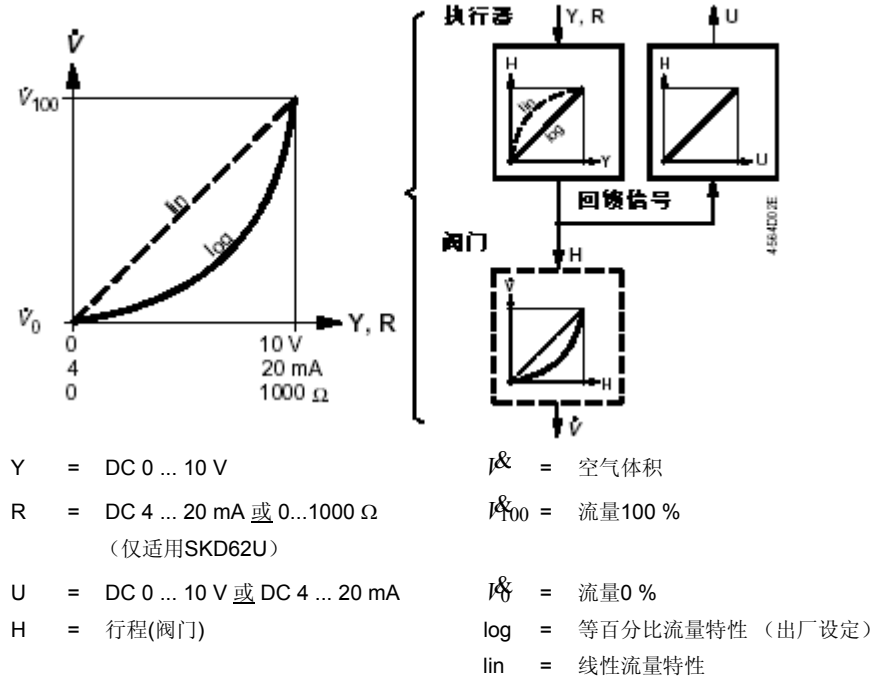 V̇
V̇100
lin
log
V̇0
Y, R
0 10 V
4 20 mA
0 1000 Ω
执行器
Y, R
U
H
lin
log
Y
H
U
回馈信号
4564D02E
阀门
H
V̇
H
V̇
Y = DC 0 ... 10 V
V& = 空气体积
R = DC 4 ... 20 mA 或 0...1000 Ω
（仅适用SKD62U）
V&100 = 流量100 %
U = DC 0 ... 10 V 或 DC 4 ... 20 mA
V&0 = 流量0 %
H = 行程(阀门)
log = 等百分比流量特性 （出厂设定）
lin = 线性流量特性